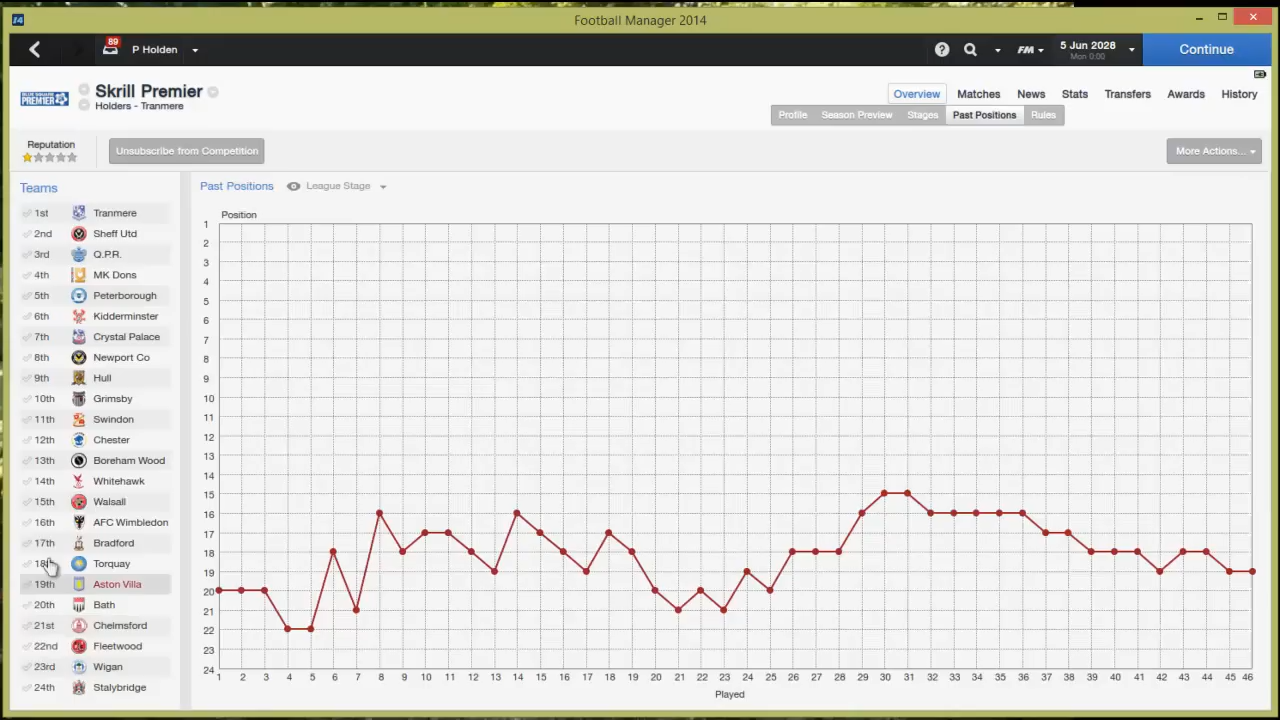 Football Manager 2014
89
P Holden
FM
5 Jun 2028
Mon 0:00
Continue
Skrill Premier
Holders - Tranmere
Overview
Matches
News
Stats
Transfers
Awards
History
Profile
Season Preview
Stages
Past Positions
Rules
Reputation
Unsubscribe from Competition
More Actions...
Teams
Past Positions
League Stage
1st Tranmere
2nd Sheff Utd
3rd Q.P.R.
4th MK Dons
5th Peterborough
6th Kidderminster
7th Crystal Palace
8th Newport Co
9th Hull
10th Grimsby
11th Swindon
12th Chester
13th Boreham Wood
14th Whitehawk
15th Walsall
16th AFC Wimbledon
17th Bradford
18th Torquay
19th Aston Villa
20th Bath
21st Chelmsford
22nd Fleetwood
23rd Wigan
24th Stalybridge
Position
1
2
3
4
5
6
7
8
9
10
11
12
13
14
15
16
17
18
19
20
21
22
23
24
1 2 3 4 5 6 7 8 9 10 11 12 13 14 15 16 17 18 19 20 21 22 23 24 25 26 27 28 29 30 31 32 33 34 35 36 37 38 39 40 41 42 43 44 45 46
Played